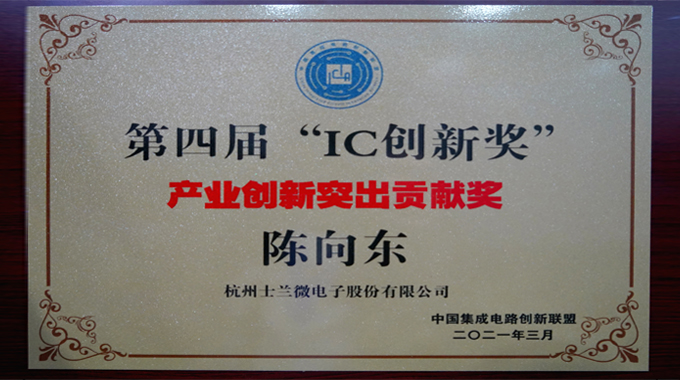 第四届“IC创新奖”
产业创新突出贡献奖
陈向东
杭州士兰微电子股份有限公司
中国集成电路创新联盟
二〇二一年三月